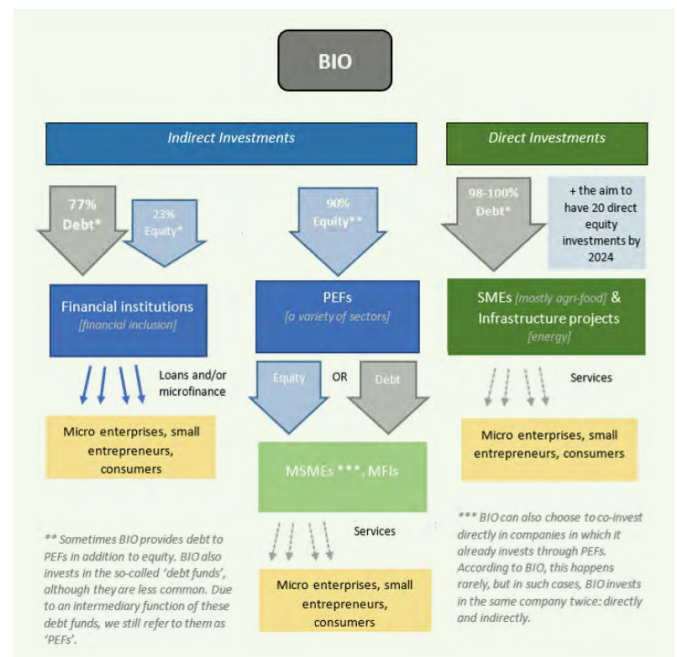 BIO
Indirect Investments
Direct Investments
77%
Debt*
23%
Equity*
90%
Equity**
98-100%
Debt*
+ the aim to
have 20 direct
equity
investments by
2024
Financial institutions
[financial inclusion]
PEFs
[a variety of sectors]
SMEs [mostly agri-food] &
Infrastructure projects
[energy]
Loans and/or
microfinance
Equity
OR
Debt
Services
Micro enterprises, small
entrepreneurs,
consumers
MSMEs ***, MFIs
Micro enterprises, small
entrepreneurs, consumers
Services
Micro enterprises, small
entrepreneurs,
consumers
** Sometimes BIO provides debt to
PEFs in addition to equity. BIO also
invests in the so-called ‘debt funds’,
although they are less common. Due
to an intermediary function of these
debt funds, we still refer to them as
‘PEFs’.
*** BIO can also choose to co-invest
directly in companies in which it
already invests through PEFs.
According to BIO, this happens
rarely, but in such cases, BIO invests
in the same company twice: directly
and indirectly.